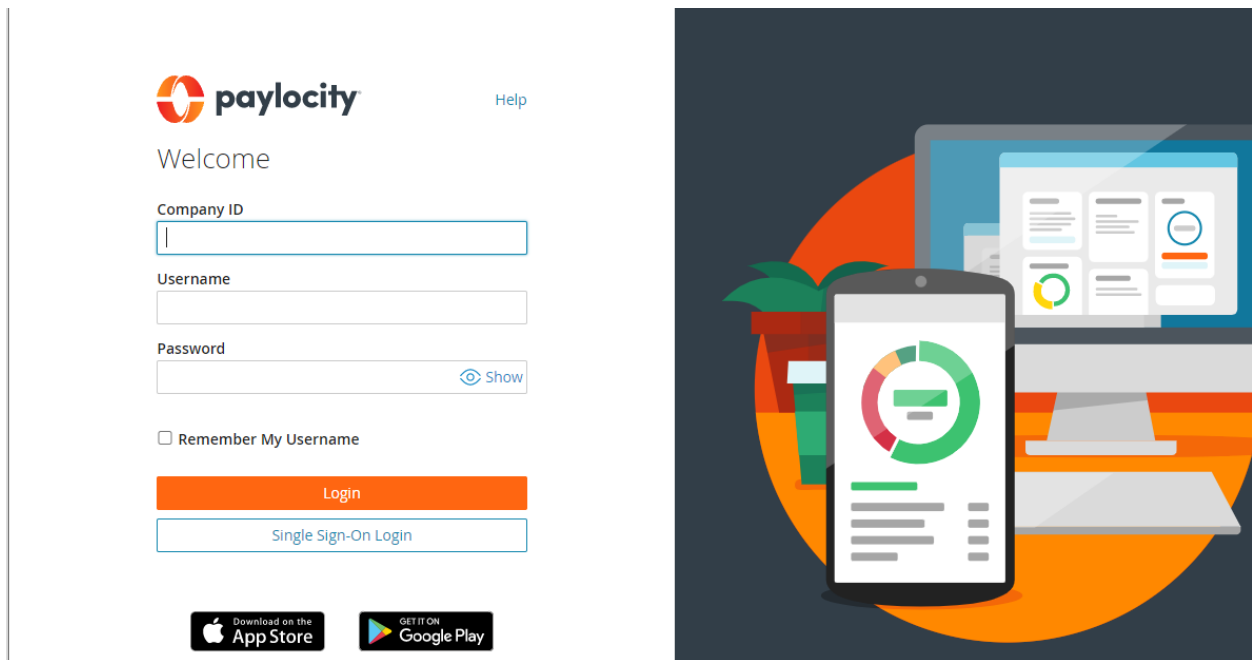 paylocity
Help
Welcome
Company ID
Username
Password
Show
Remember My Username
Login
Single Sign-On Login
Download on the
App Store
GET IT ON
Google Play